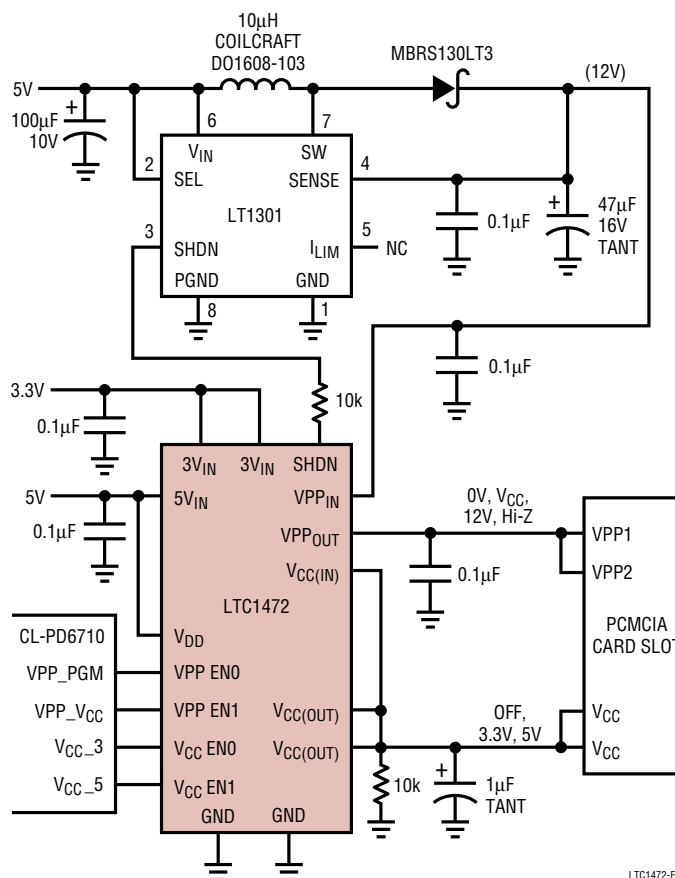 10µH
COILCRAFT
DO1608-103
MBRS130LT3
5V
(12V)
+
100µF
10V
6
7
VIN
SW
2
SEL
SENSE
4
LT1301
+
0.1µF
47µF
16V
TANT
3
SHDN
ILIM
5
NC
PGND
GND
8
1
0.1µF
3.3V
10k
0.1µF
3VIN
3VIN
SHDN
5V
5VIN
VPPIN
0V, VCC,
12V, Hi-Z
0.1µF
VPPOUT
VPP1
VCC(IN)
0.1µF
VPP2
LTC1472
CL-PD6710
VDD
PCMCIA
CARD SLOT
VPP_PGM
VPP EN0
VPP_VCC
VPP EN1
VCC(OUT)
OFF,
3.3V, 5V
VCC
VCC_3
VCC EN0
VCC(OUT)
VCC
VCC_5
VCC EN1
10k
+
1µF
TANT
GND
GND